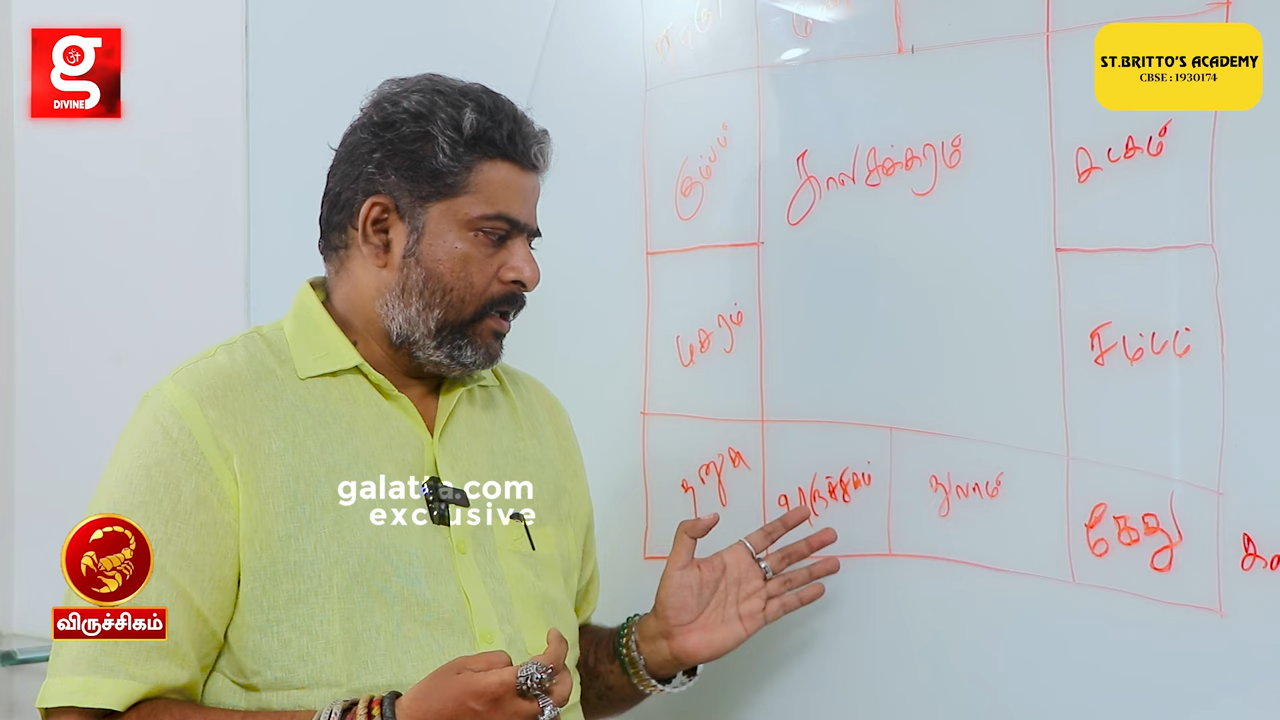 g
DIVINE
ST.BRITTO'S ACADEMY
CBSE : 1930174
கும்பம்
காலசக்கரம்
கடகம்
மகரம்
சிம்மம்
தனுசு
விருச்சிகம்
துலாம்
கேது
galatta.com
exclusive
விருச்சிகம்